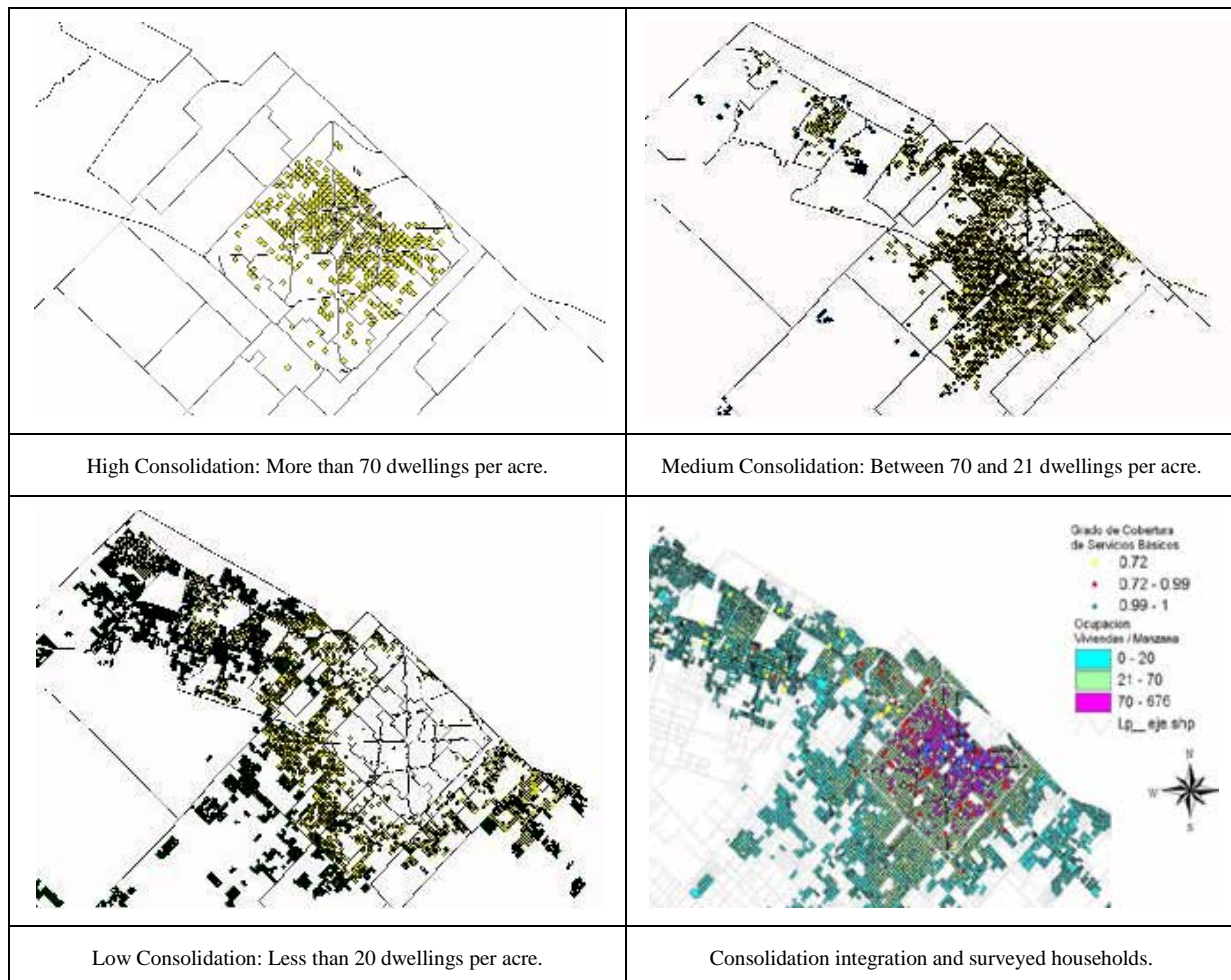 High Consolidation: More than 70 dwellings per acre.
Medium Consolidation: Between 70 and 21 dwellings per acre.
Grado de Cobertura
de Servicios Básicos
0.72
0.72 - 0.99
0.99 - 1
Ocupacion
Viviendas / Manzana
0 - 20
21 - 70
70 - 676
Lp__eje.shp
N
W
S
Low Consolidation: Less than 20 dwellings per acre.
Consolidation integration and surveyed households.